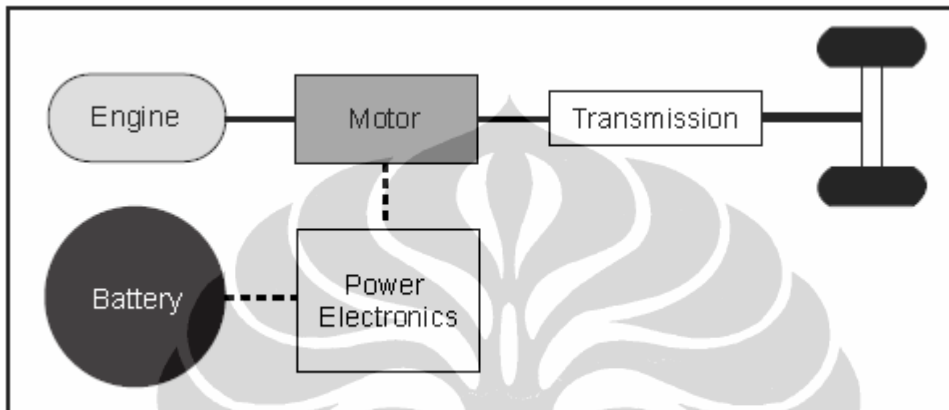 Engine
Motor
Transmission
Battery
Power
Electronics